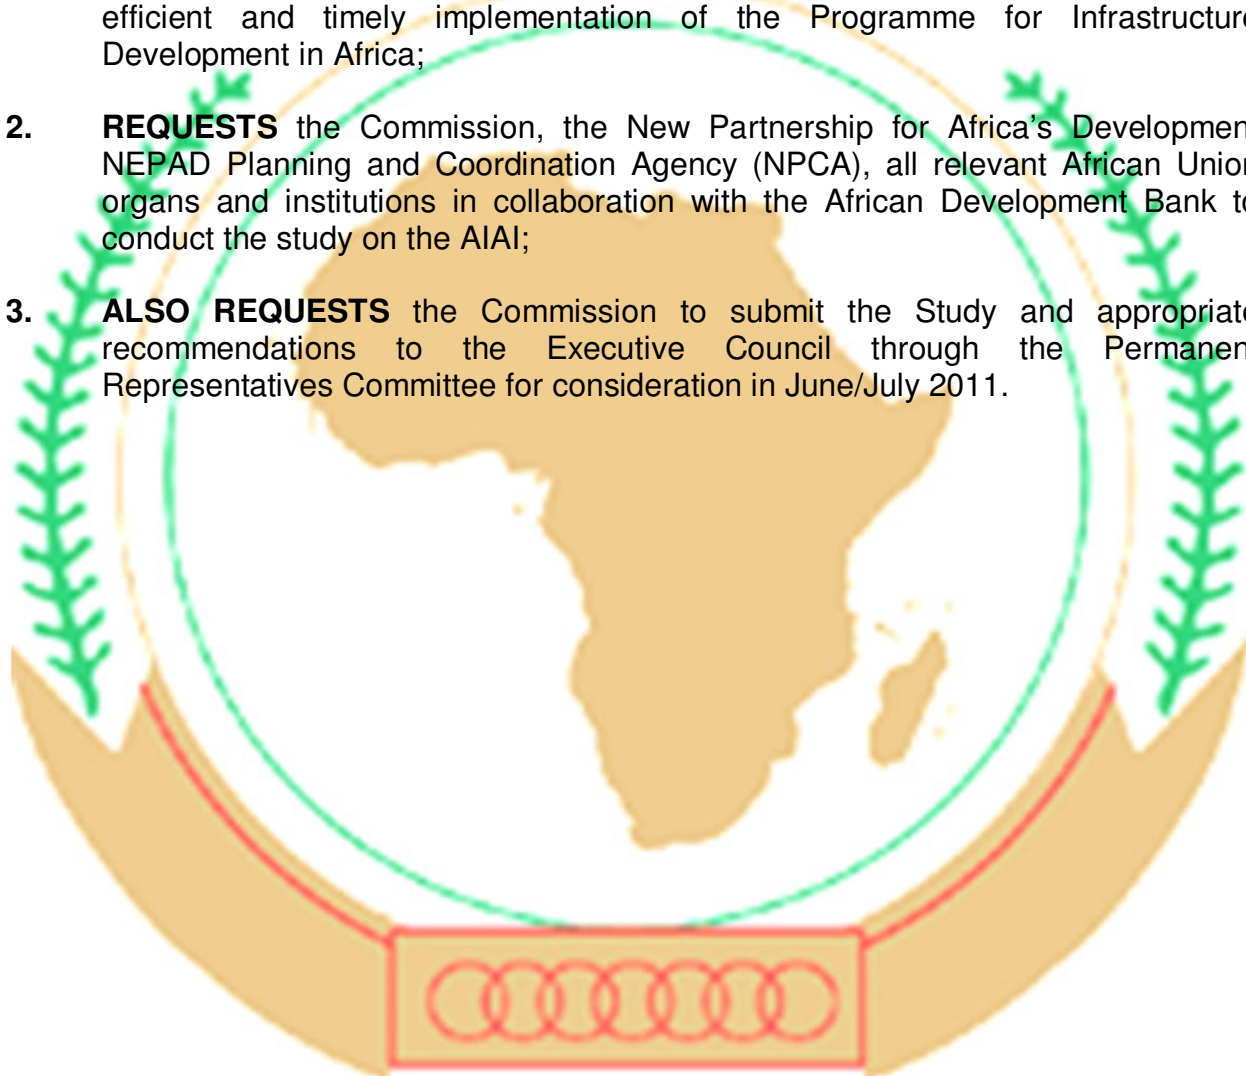 efficient and timely implementation of the Programme for Infrastructure
Development in Africa;
2. REQUESTS the Commission, the New Partnership for Africa's Development
NEPAD Planning and Coordination Agency (NPCA), all relevant African Union
organs and institutions in collaboration with the African Development Bank to
conduct the study on the AIAI;
3. ALSO REQUESTS the Commission to submit the Study and appropriate
recommendations to the Executive Council through the Permanent
Representatives Committee for consideration in June/July 2011.